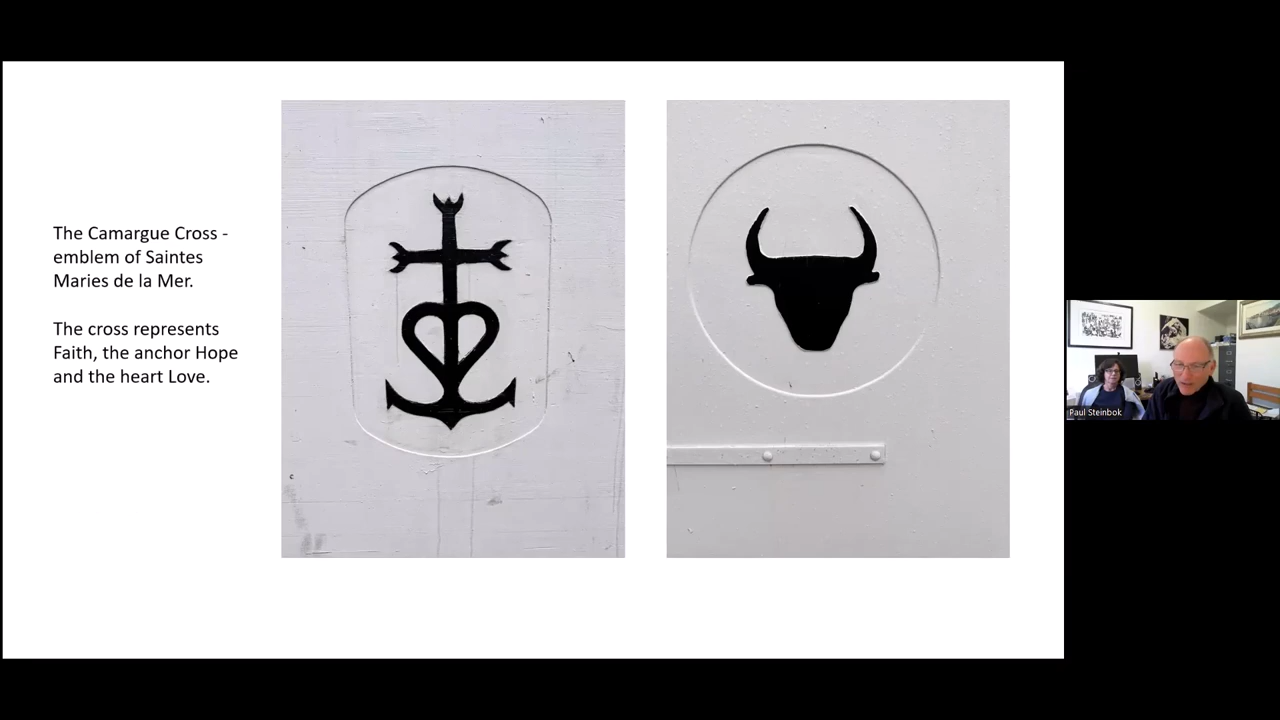 The Camargue Cross -
emblem of Saintes
Maries de la Mer.
The cross represents
Faith, the anchor Hope
and the heart Love.
Paul Steinbok